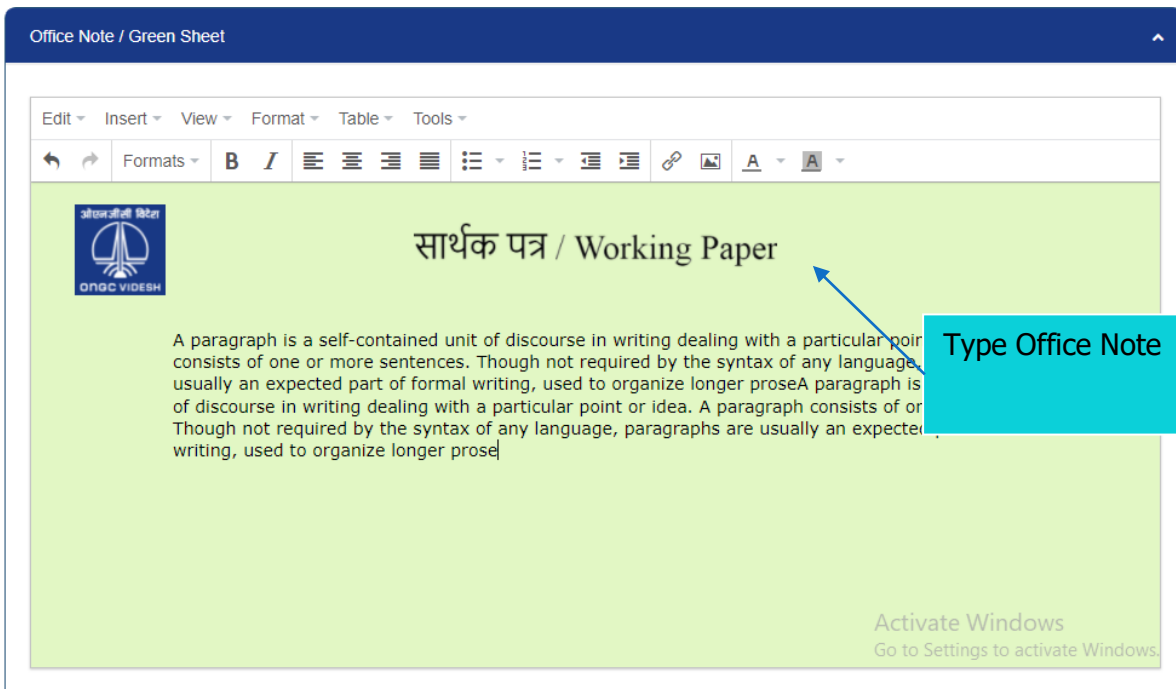 Office Note / Green Sheet
Edit Insert View Format Table Tools
Formats B I A A
ओएनजीसी विदेश
ONGC VIDESH
सार्थक पत्र / Working Paper
A paragraph is a self-contained unit of discourse in writing dealing with a particular
consists of one or more sentences. Though not required by the syntax of any language,
usually an expected part of formal writing, used to organize longer proseA paragraph is
of discourse in writing dealing with a particular point or idea. A paragraph consists of
Though not required by the syntax of any language, paragraphs are usually an expected
writing, used to organize longer prose
Type Office Note
Activate Windows
Go to Settings to activate Windows.